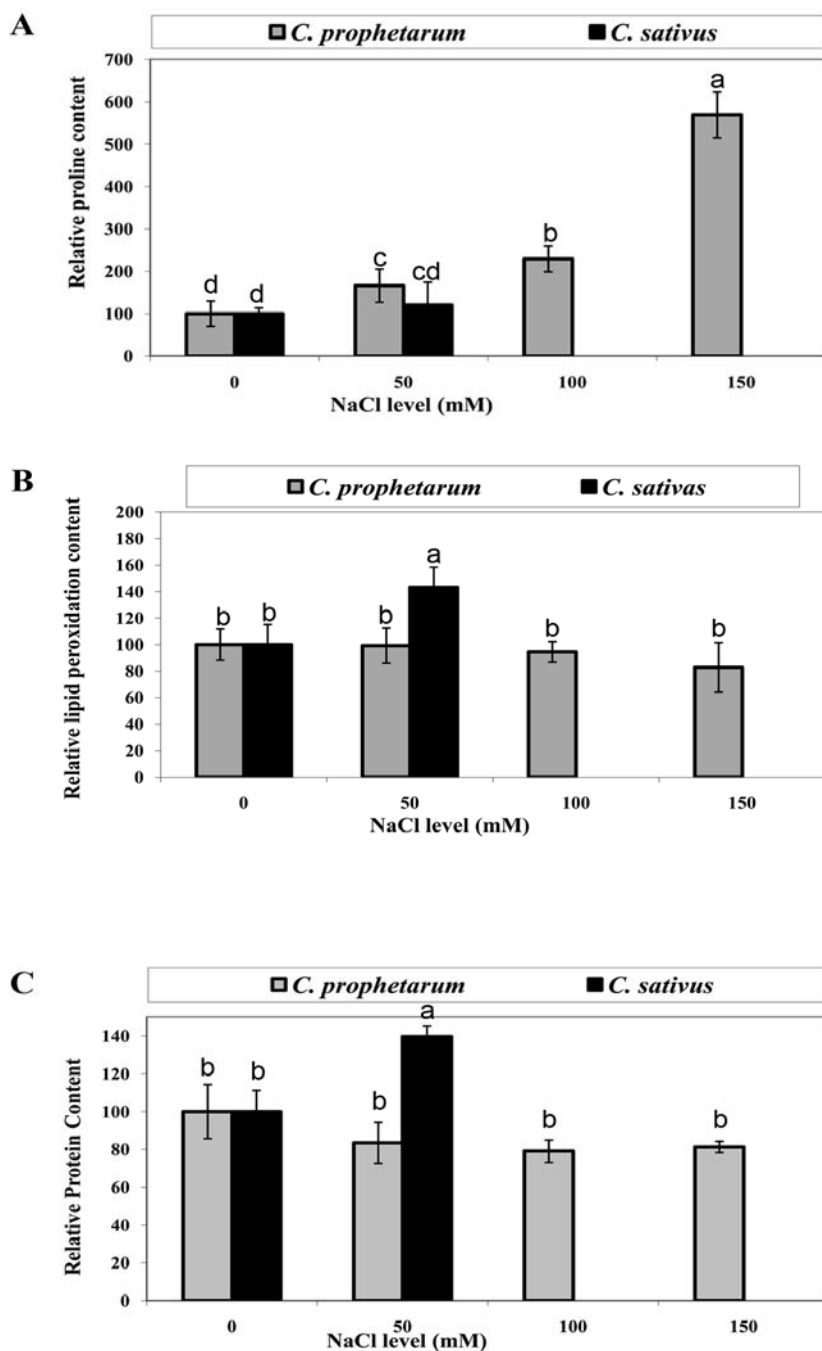 A
C. prophetarum C. sativus
700
600
500
400
300
200
100
0
Relative proline content
d d c cd b a
0 50 100 150
NaCl level (mM)
B
C. prophetarum C. sativas
200
180
160
140
120
100
80
60
40
20
0
Relative lipid peroxidation content
b b b a b b
0 50 100 150
NaCl level (mM)
C
C. prophetarum C. sativus
140
120
100
80
60
40
20
0
Relative Protein Content
b b b a b b
0 50 100 150
NaCl level (mM)